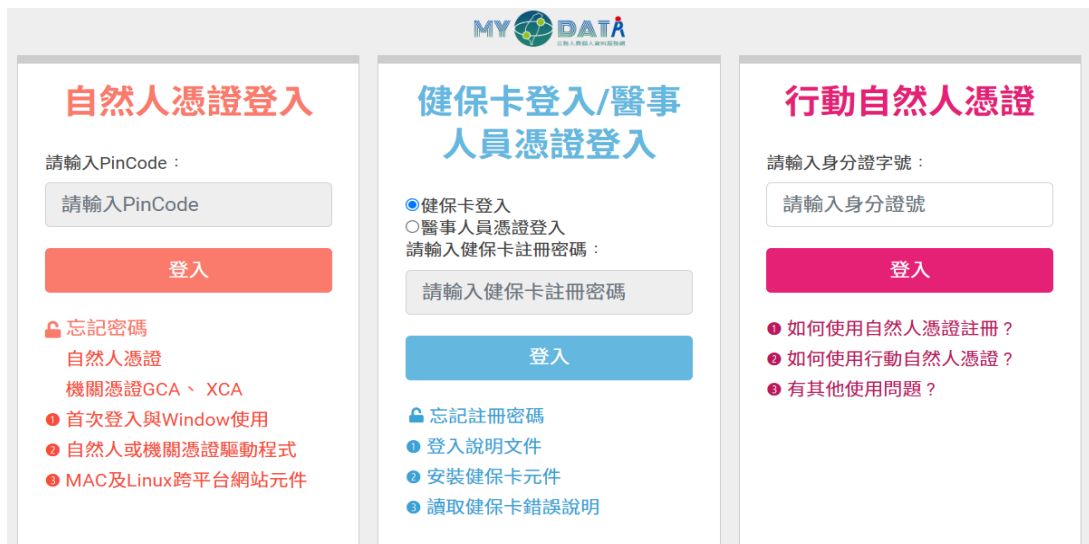 MY DATA
公務人員個人資料服務網
自然人憑證登入
請輸入PinCode：
請輸入PinCode
登入
忘記密碼
自然人憑證
機關憑證GCA、 XCA
❶ 首次登入與Window使用
❷ 自然人或機關憑證驅動程式
❸ MAC及Linux跨平台網站元件
健保卡登入/醫事
人員憑證登入
健保卡登入
醫事人員憑證登入
請輸入健保卡註冊密碼：
請輸入健保卡註冊密碼
登入
忘記註冊密碼
❶ 登入說明文件
❷ 安裝健保卡元件
❸ 讀取健保卡錯誤說明
行動自然人憑證
請輸入身分證字號：
請輸入身分證號
登入
❶ 如何使用自然人憑證註冊？
❷ 如何使用行動自然人憑證？
❸ 有其他使用問題？